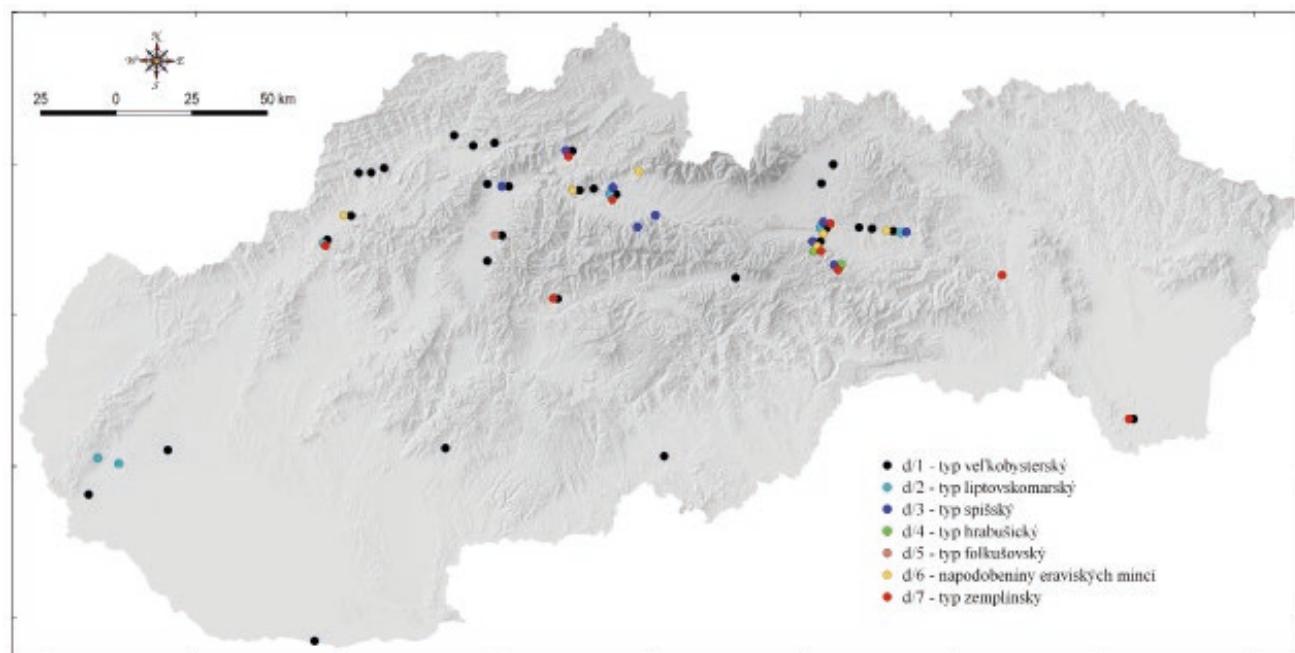 N
W E
S
25 0 25 50 km
d/1 - typ veľkobysterský
d/2 - typ liptovskomarský
d/3 - typ spišský
d/4 - typ hrabušický
d/5 - typ folkušovský
d/6 - napodobeniny eraviských mincí
d/7 - typ zemplínsky